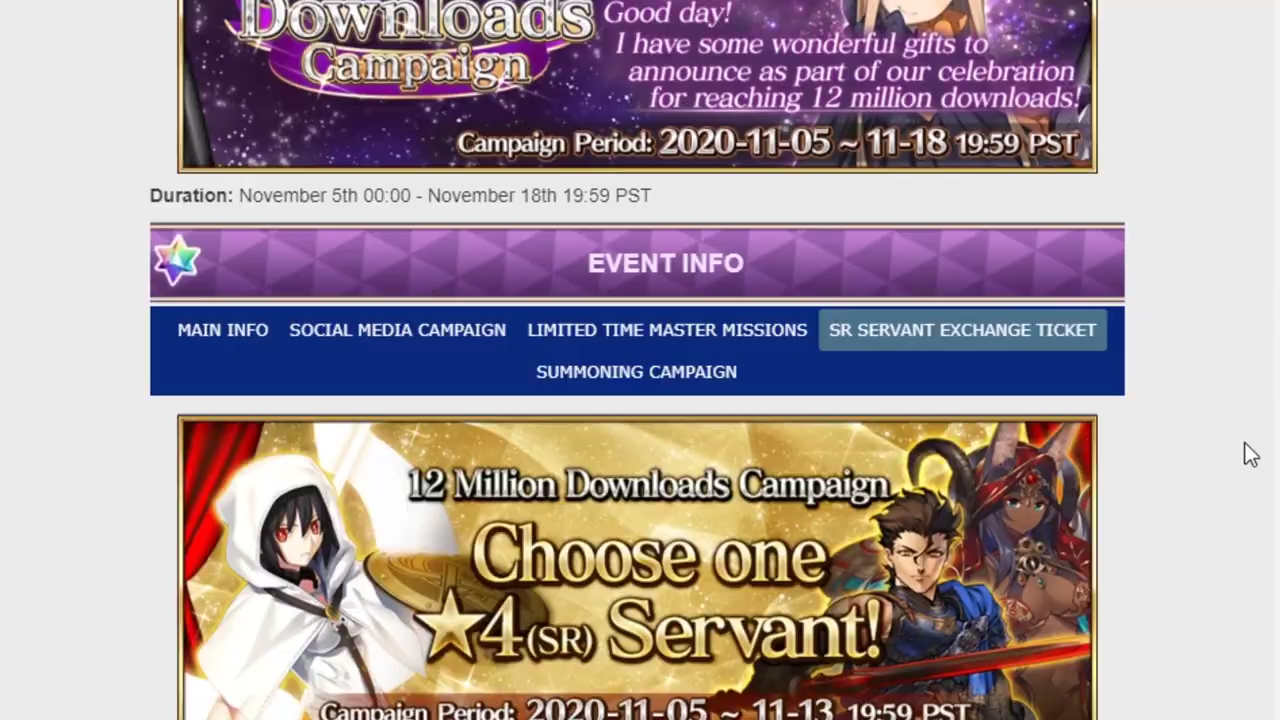 Downloads
Campaign
Good day!
I have some wonderful gifts to
announce as part of our celebration
for reaching 12 million downloads!
Campaign Period: 2020-11-05 ~ 11-18 19:59 PST
Duration: November 5th 00:00 - November 18th 19:59 PST
EVENT INFO
MAIN INFO SOCIAL MEDIA CAMPAIGN LIMITED TIME MASTER MISSIONS SR SERVANT EXCHANGE TICKET
SUMMONING CAMPAIGN
12 Million Downloads Campaign
Choose one
★4(SR) Servant!
Campaign Period: 2020-11-05 ~ 11-13 19:59 PST